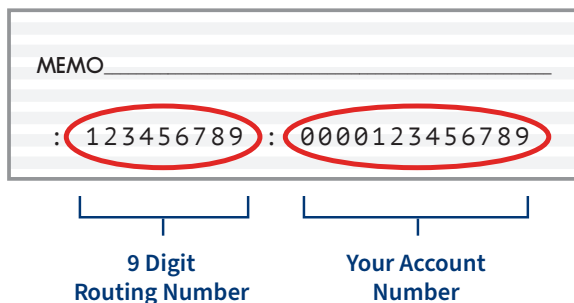 MEMO
: 123456789 : 0000123456789
9 Digit
Routing Number
Your Account
Number